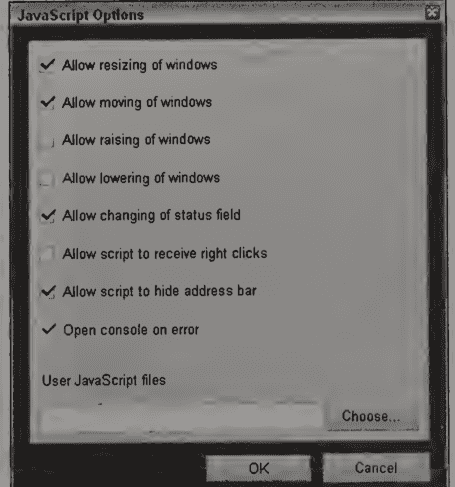 JavaScript Options
Allow resizing of windows
Allow moving of windows
Allow raising of windows
Allow lowering of windows
Allow changing of status field
Allow script to receive right clicks
Allow script to hide address bar
Open console on error
User JavaScript files
Choose...
OK Cancel